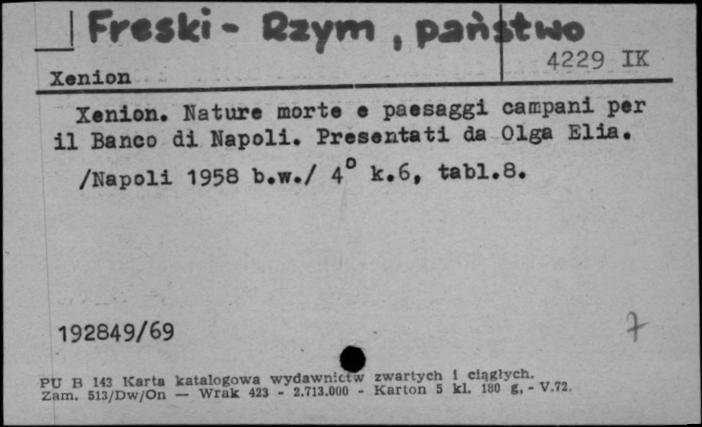 Freski - Rzym, państwo
4229 IK
Xenion
Xenion. Nature morte e paesaggi campani per
il Banco di Napoli. Presentati da Olga Elia.
/Napoli 1958 b.w./ 4° k.6, tabl.8.
192849/69
7
PU B 143 Karta katalogowa wydawnictw zwartych i ciągłych.
Zam. 513/Dw/On — Wrak 423 - 2.713.000 - Karton 5 kl. 180 g, - V.72.